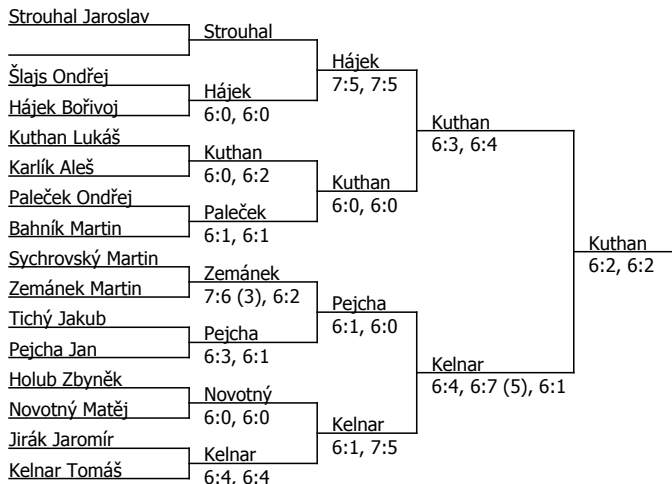 Strouhal Jaroslav
Šlajs Ondřej
Hájek Bořivoj
Kuthan Lukáš
Karlík Aleš
Paleček Ondřej
Bahník Martin
Sychrovský Martin
Zemánek Martin
Tichý Jakub
Pejcha Jan
Holub Zbyněk
Novotný Matěj
Jirák Jaromír
Kelnar Tomáš
Strouhal
Hájek
6:0, 6:0
Kuthan
6:0, 6:2
Paleček
6:1, 6:1
Zemánek
7:6 (3), 6:2
Pejcha
6:3, 6:1
Novotný
6:0, 6:0
Kelnar
6:4, 6:4
Hájek
7:5, 7:5
Kuthan
6:0, 6:0
Pejcha
6:1, 6:0
Kelnar
6:1, 7:5
Kuthan
6:3, 6:4
Kelnar
6:4, 6:7 (5), 6:1
Kuthan
6:2, 6:2